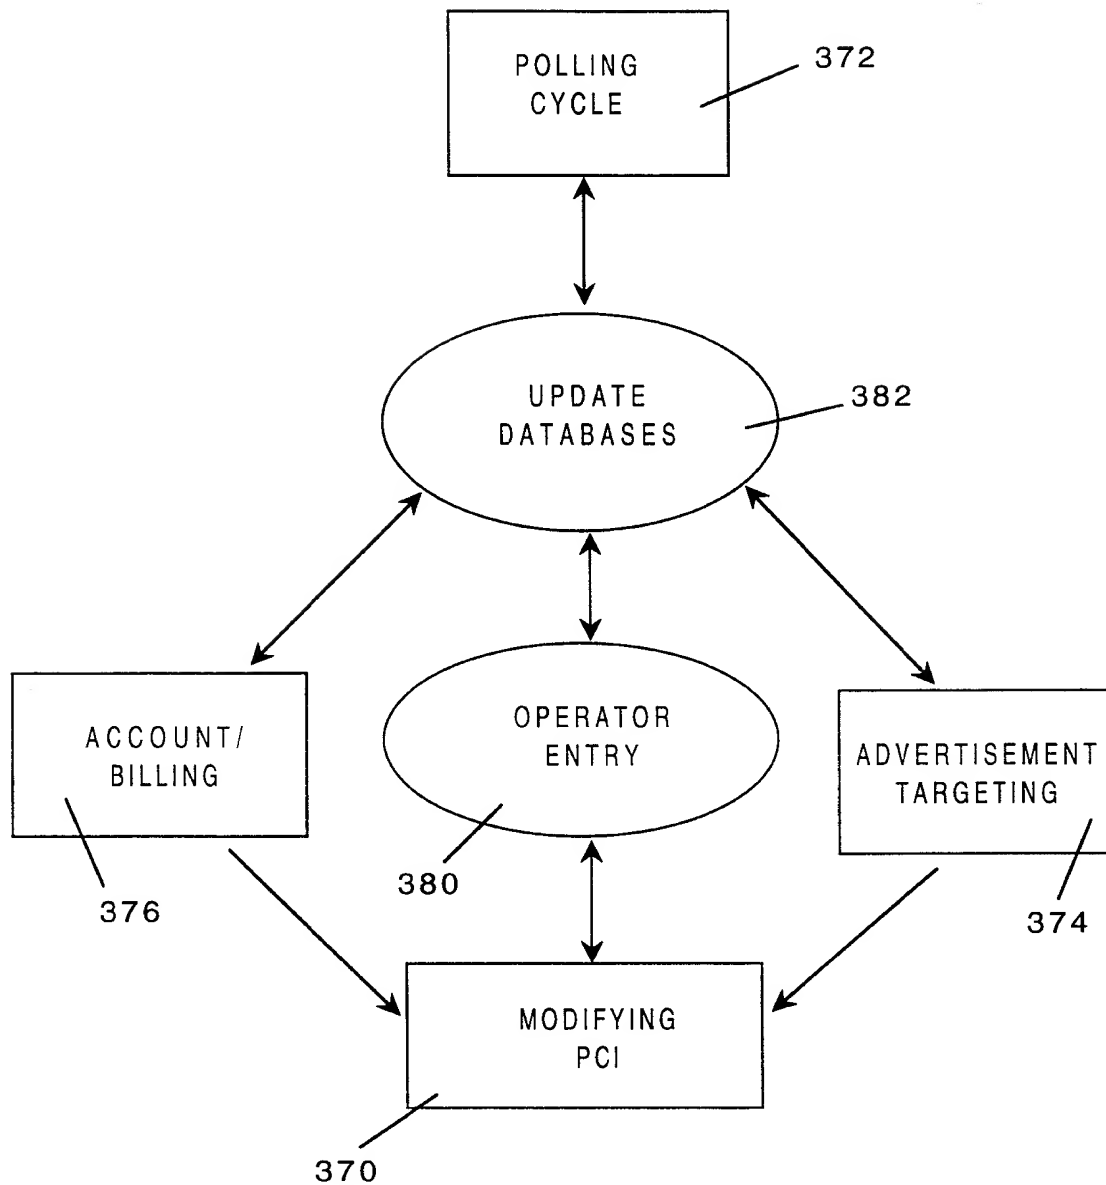 POLLING
CYCLE
372
UPDATE
DATABASES
382
ACCOUNT/
BILLING
376
OPERATOR
ENTRY
380
ADVERTISEMENT
TARGETING
374
MODIFYING
PCI
370